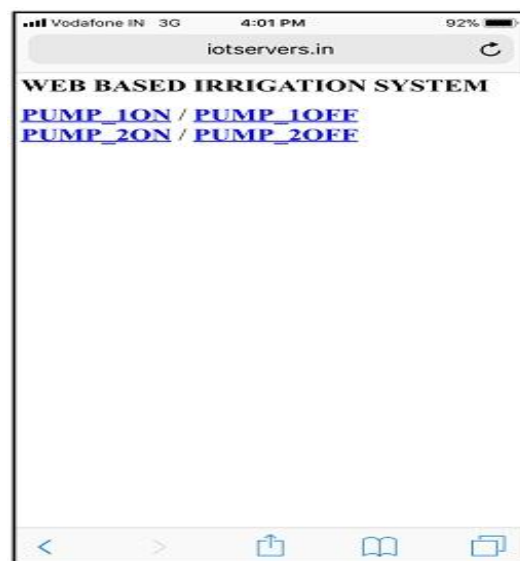 Vodafone IN 3G 4:01 PM 92%
iotservers.in
WEB BASED IRRIGATION SYSTEM
PUMP_1ON / PUMP_1OFF
PUMP_2ON / PUMP_2OFF